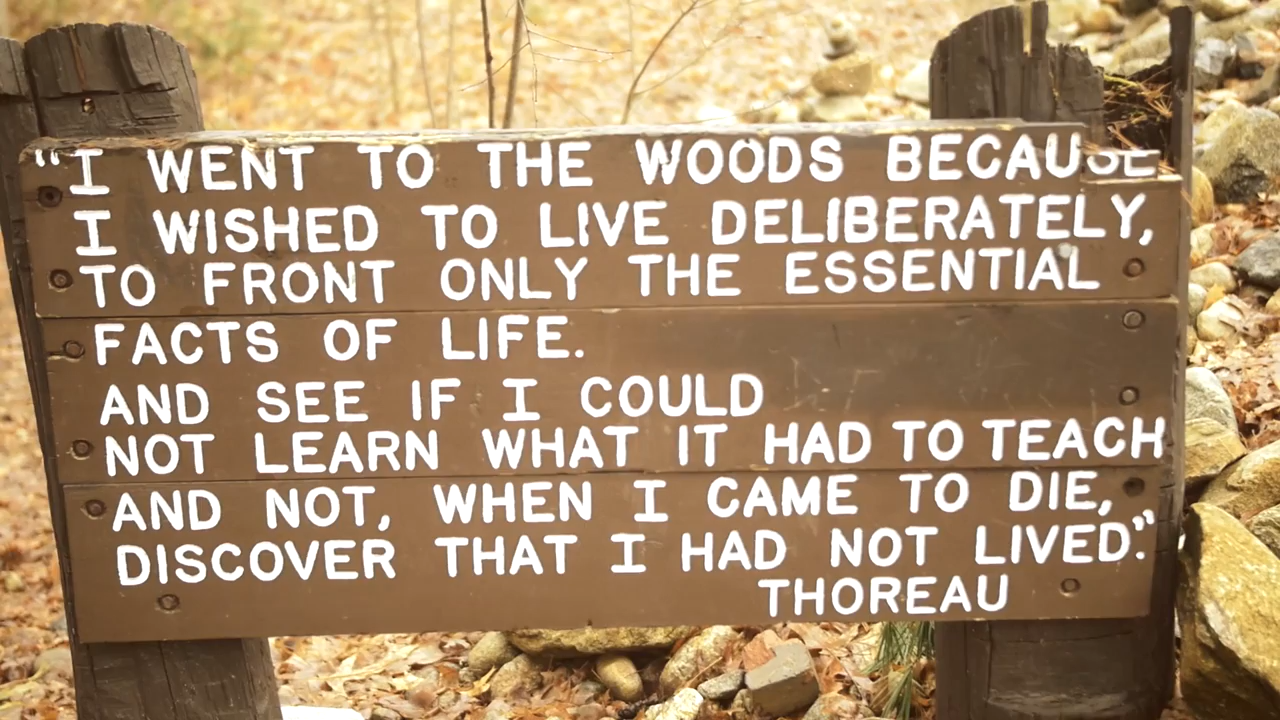 “I WENT TO THE WOODS BECAUSE
I WISHED TO LIVE DELIBERATELY,
TO FRONT ONLY THE ESSENTIAL
FACTS OF LIFE.
AND SEE IF I COULD
NOT LEARN WHAT IT HAD TO TEACH
AND NOT, WHEN I CAME TO DIE,
DISCOVER THAT I HAD NOT LIVED.”
THOREAU